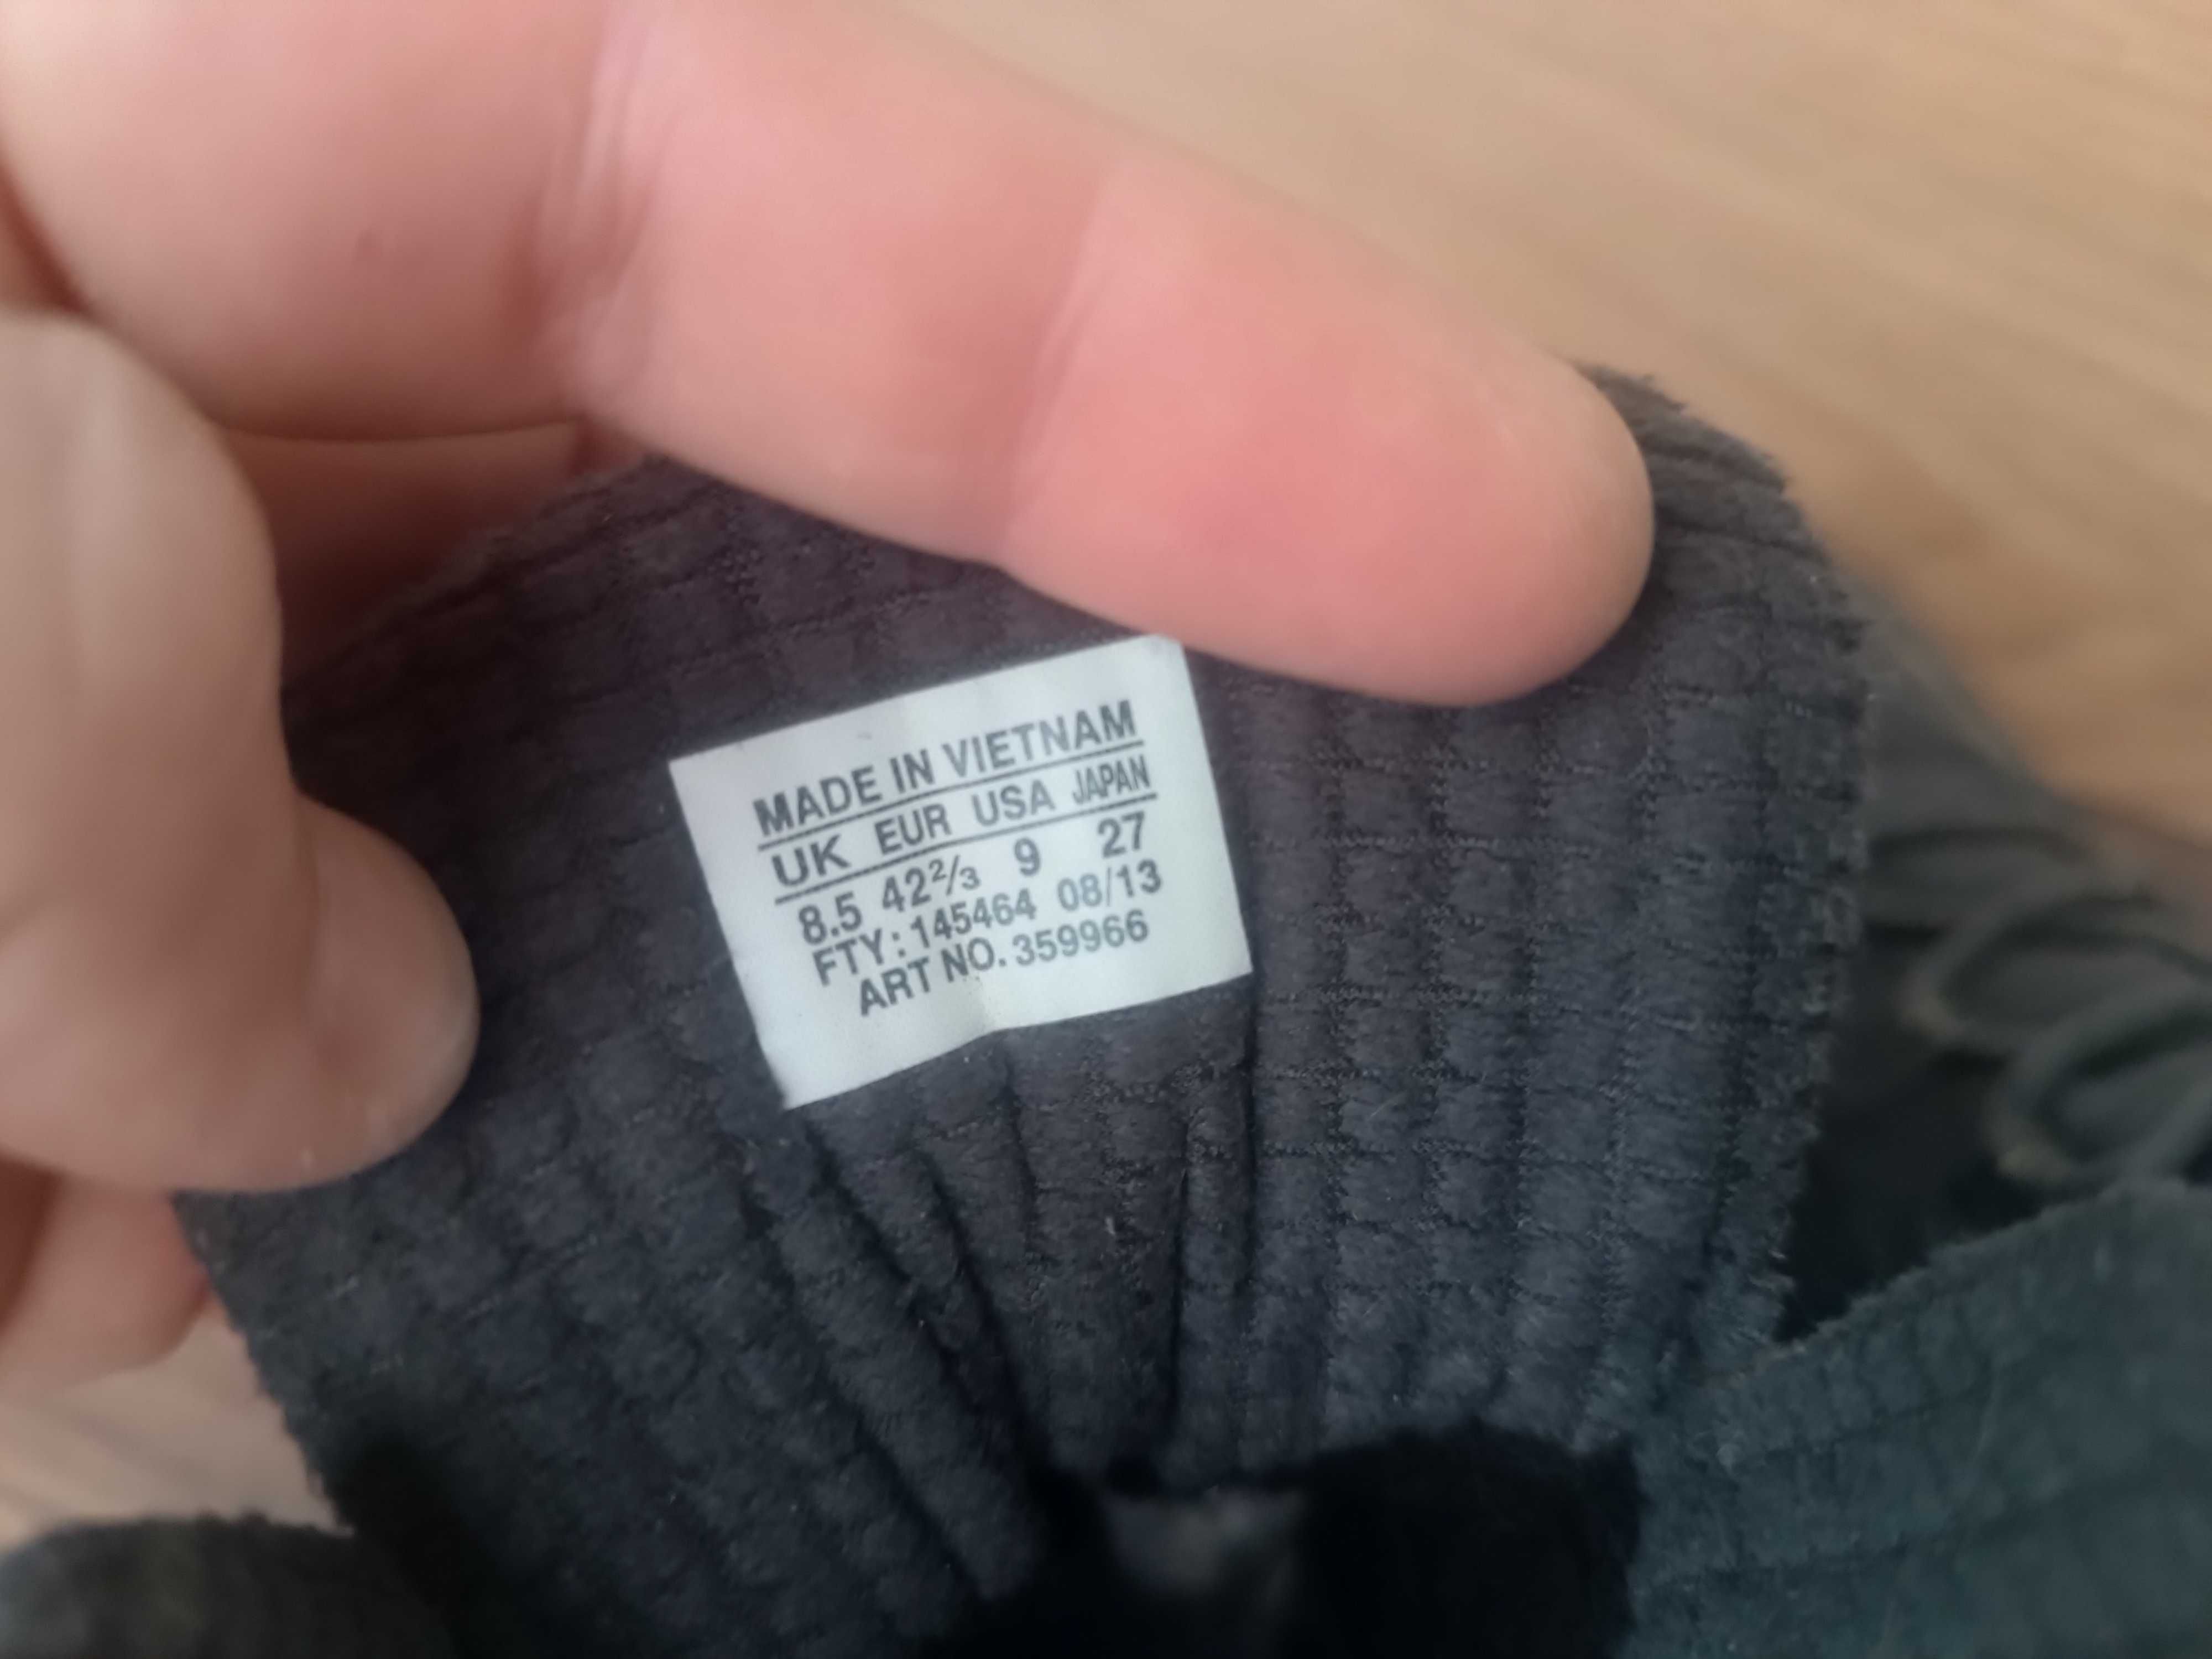 MADE IN VIETNAM
UK EUR USA JAPAN
8.5 42⅔ 9 27
FTY: 145464 08/13
ART NO. 359966